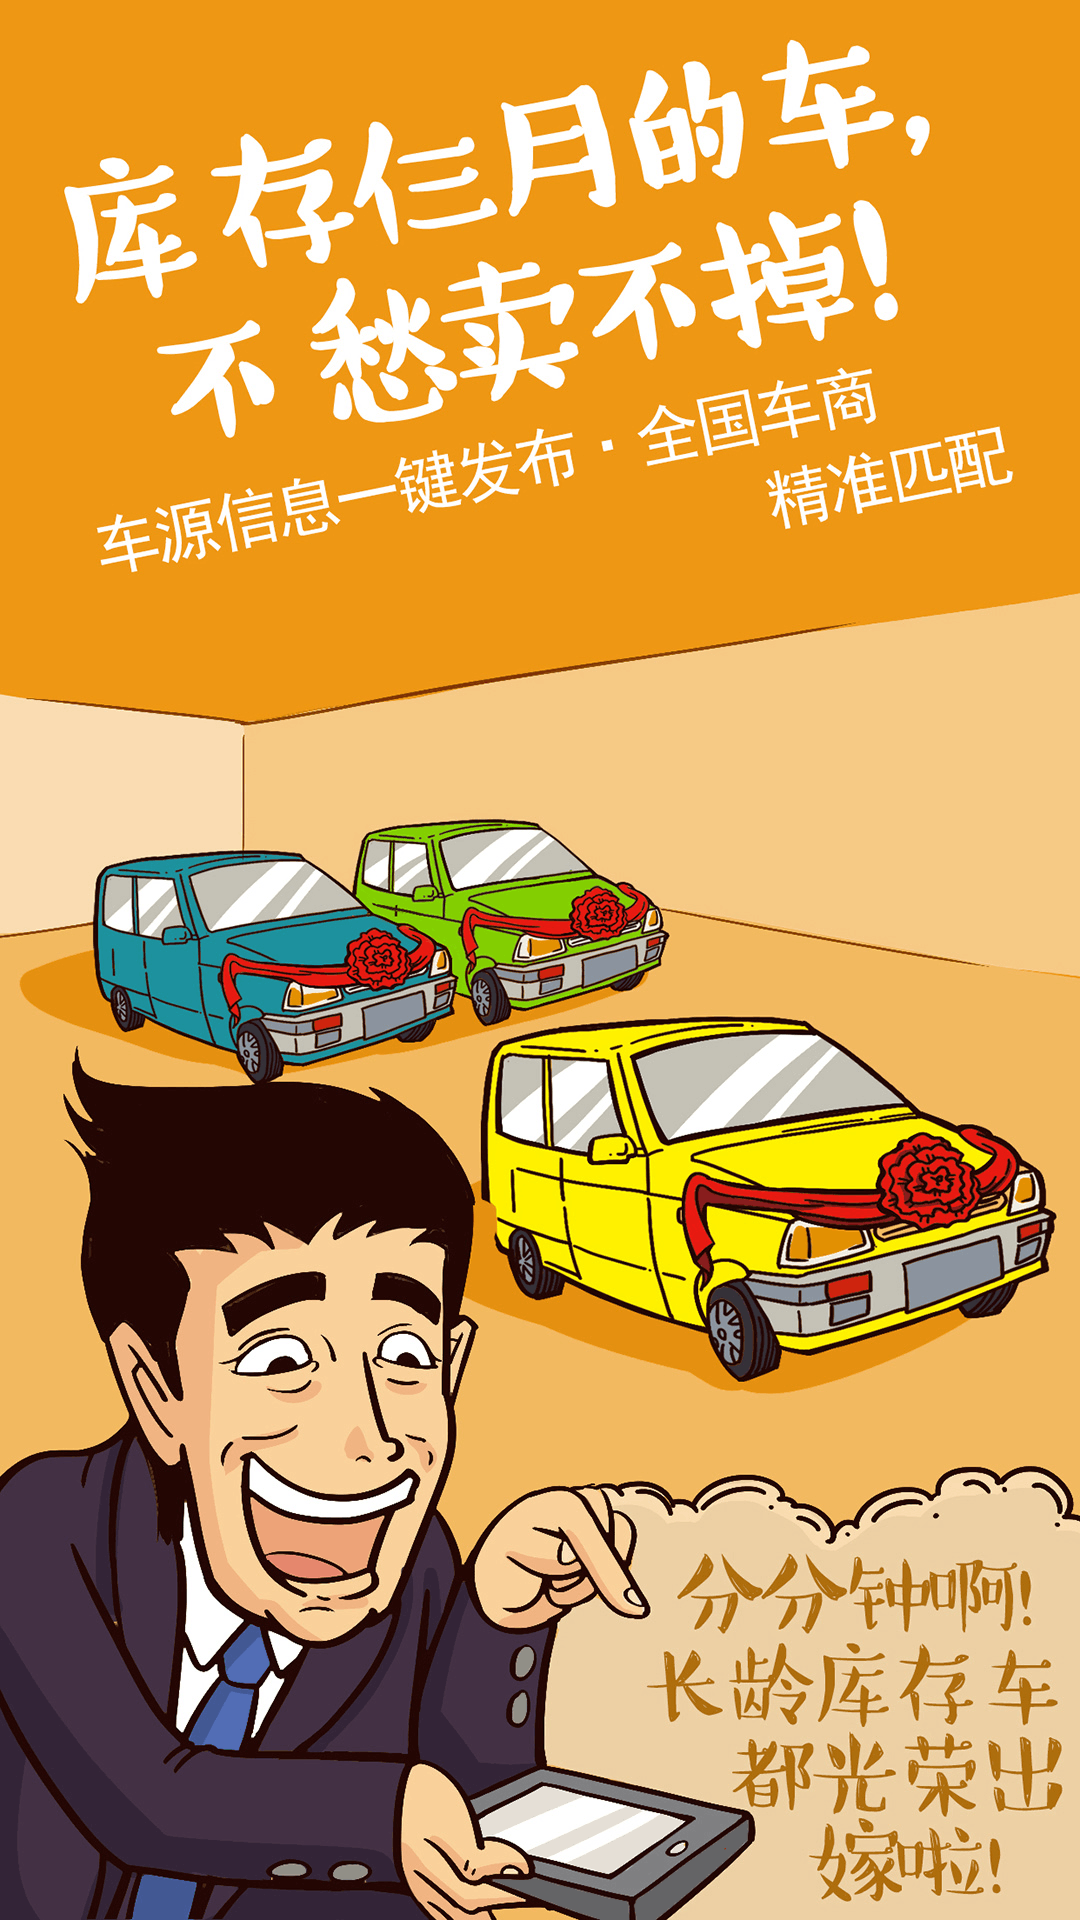 库存仨月的车,
不愁卖不掉!
车源信息一键发布·全国车商
精准匹配
分分钟啊!
长龄库存车
都光荣出
嫁啦!